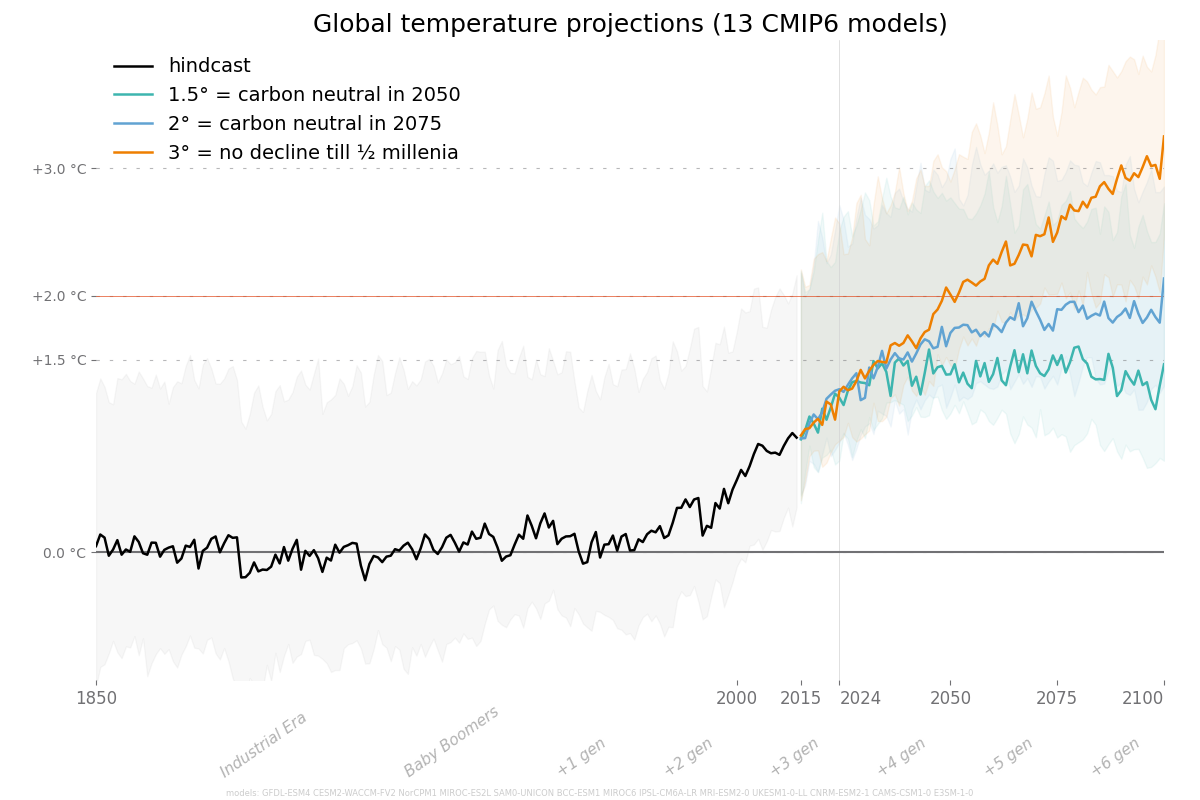 Global temperature projections (13 CMIP6 models)
hindcast
1.5° = carbon neutral in 2050
2° = carbon neutral in 2075
3° = no decline till ½ millenia
+3.0 °C
+2.0 °C
+1.5 °C
0.0 °C
1850 2000 2015 2024 2050 2075 2100
Industrial Era Baby Boomers +1 gen +2 gen +3 gen +4 gen +5 gen +6 gen
models: GFDL-ESM4 CESM2-WACCM-FV2 NorCPM1 MIROC-ES2L SAM0-UNICON BCC-ESM1 MIROC6 IPSL-CM6A-LR MRI-ESM2-0 UKESM1-0-LL CNRM-ESM2-1 CAMS-CSM1-0 E3SM-1-0